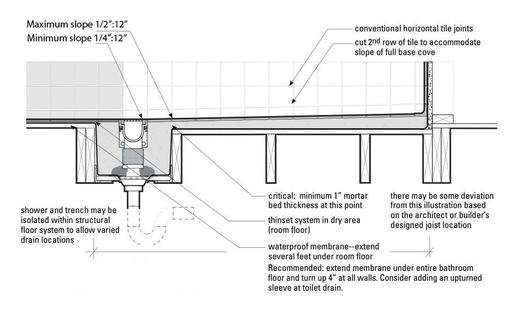 Maximum slope 1/2":12"
Minimum slope 1/4":12"
conventional horizontal tile joints
cut 2nd row of tile to accommodate
slope of full base cove
critical: minimum 1" mortar
bed thickness at this point
there may be some deviation
from this illustration based
on the architect or builder's
designed joist location
shower and trench may be
isolated within structural
floor system to allow varied
drain locations
thinset system in dry area
(room floor)
waterproof membrane--extend
several feet under room floor
Recommended: extend membrane under entire bathroom
floor and turn up 4" at all walls. Consider adding an upturned
sleeve at toilet drain.